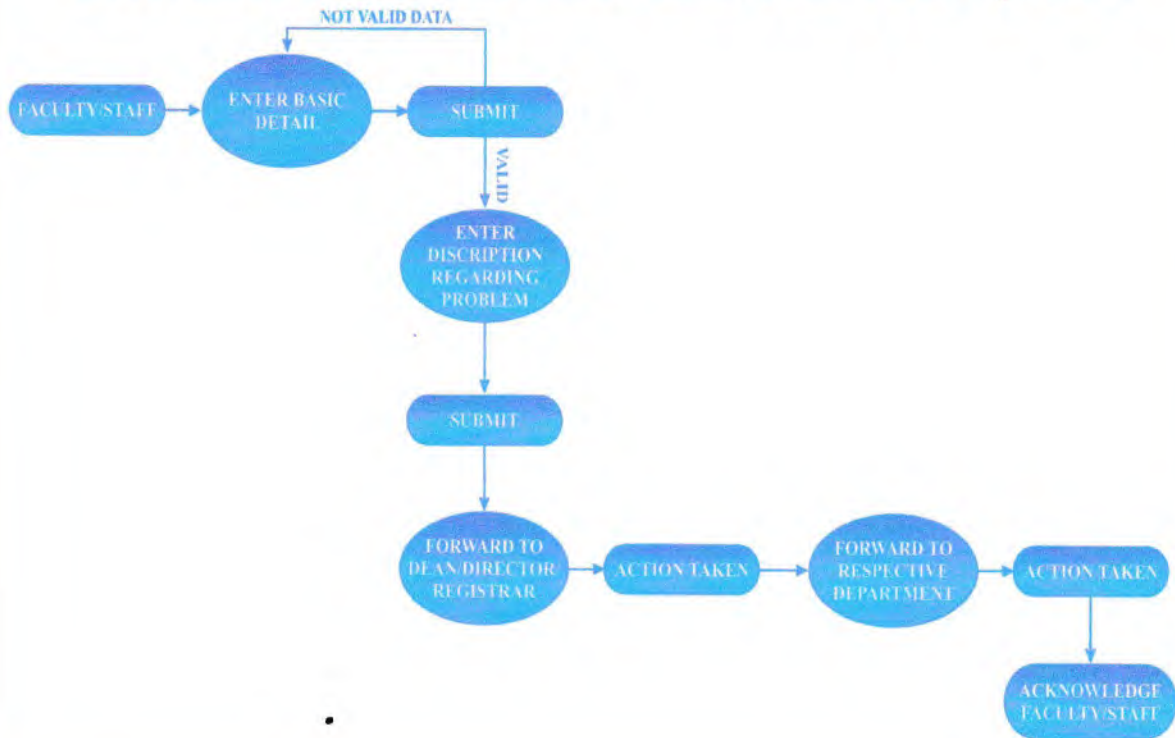 NOT VALID DATA
FACULTY/STAFF
ENTER BASIC
DETAIL
SUBMIT
VALID
ENTER
DISCRIPTION
REGARDING
PROBLEM
SUBMIT
FORWARD TO
DEAN/DIRECTOR
REGISTRAR
ACTION TAKEN
FORWARD TO
RESPECTIVE
DEPARTMENT
ACTION TAKEN
ACKNOWLEDGE
FACULTY/STAFF